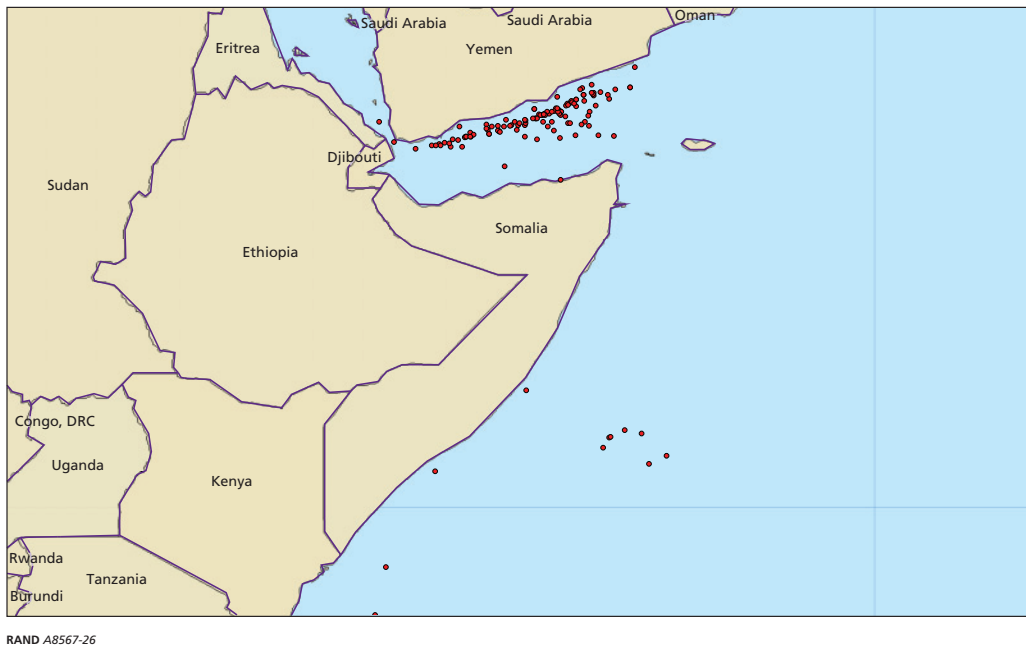 Saudi Arabia
Saudi Arabia
Oman
Eritrea
Yemen
Djibouti
Sudan
Somalia
Ethiopia
Congo, DRC
Uganda
Kenya
Rwanda
Tanzania
Burundi
RAND A8567-26